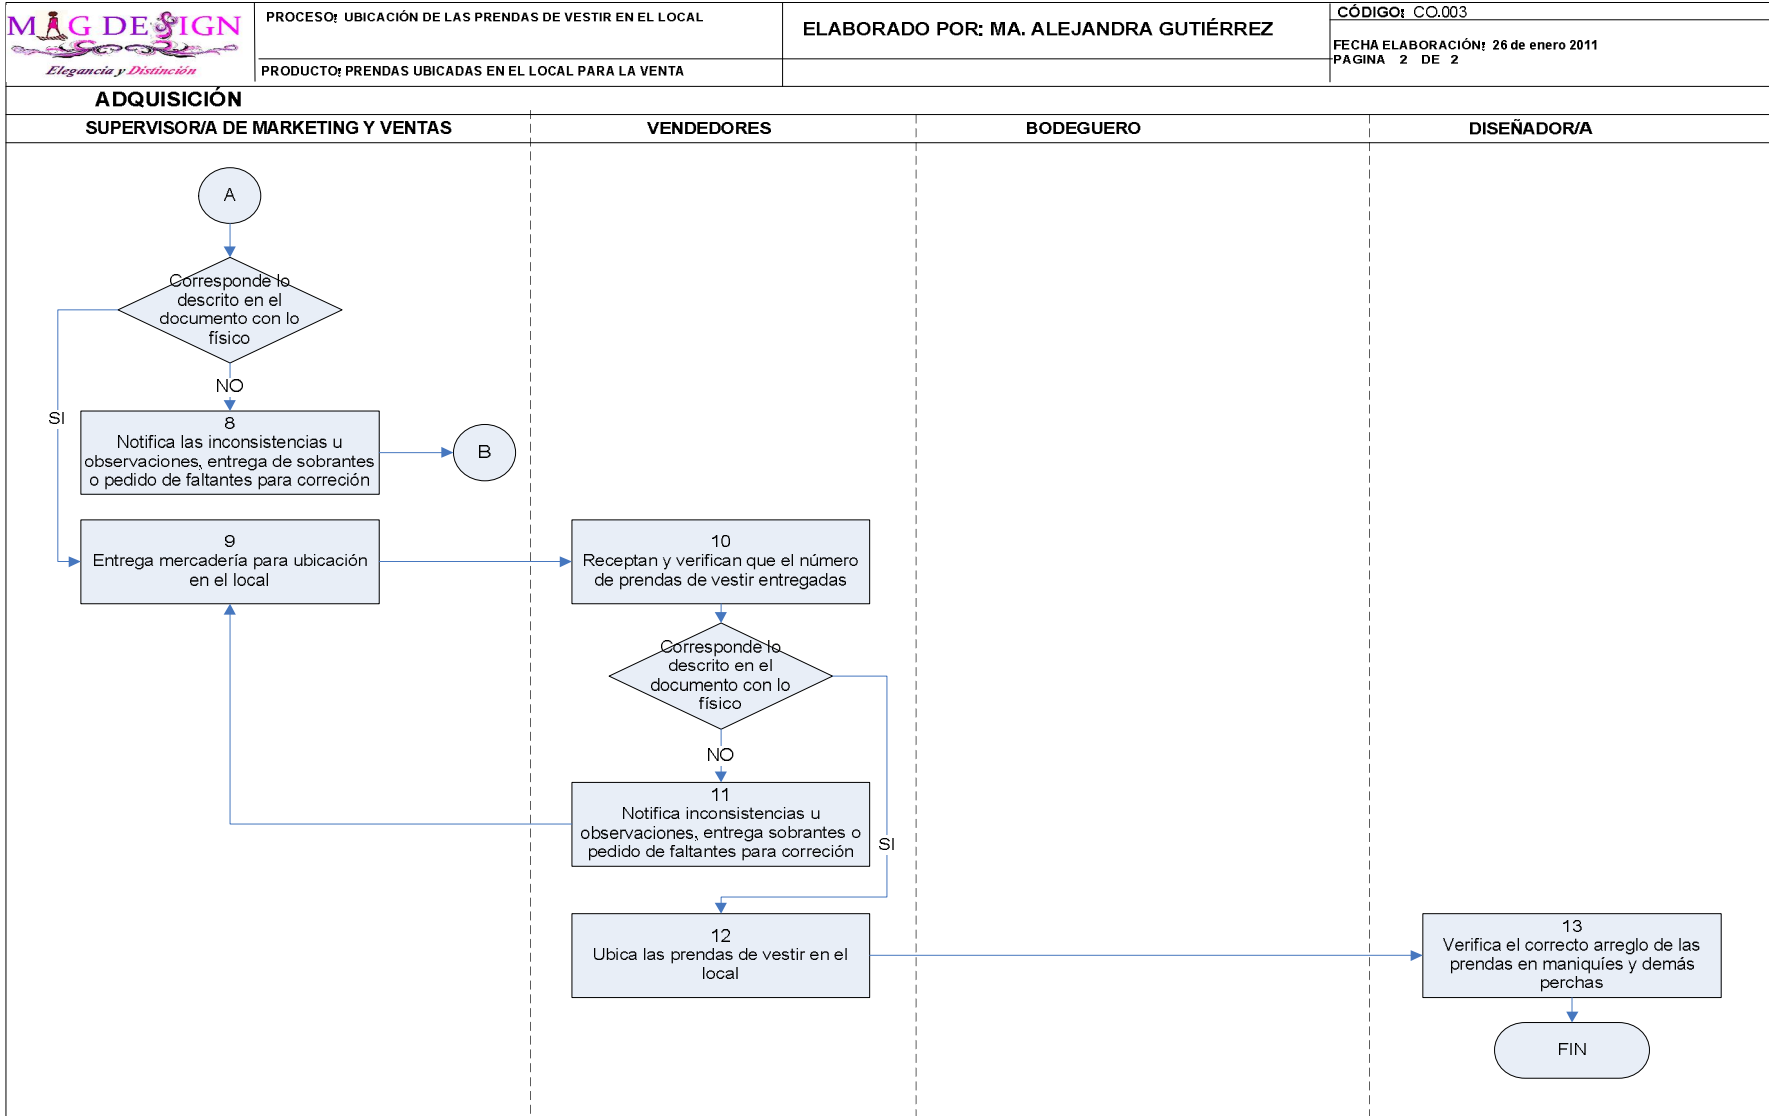 MAG DESIGN
Elegancia y Distinción
PROCESO: UBICACIÓN DE LAS PRENDAS DE VESTIR EN EL LOCAL
PRODUCTO: PRENDAS UBICADAS EN EL LOCAL PARA LA VENTA
ELABORADO POR: MA. ALEJANDRA GUTIÉRREZ
CÓDIGO: CO.003
FECHA ELABORACIÓN: 26 de enero 2011
PAGINA 2 DE 2
ADQUISICIÓN
SUPERVISOR/A DE MARKETING Y VENTAS
VENDEDORES
BODEGUERO
DISEÑADOR/A
A
Corresponde lo
descrito en el
documento con lo
físico
NO
SI
8
Notifica las inconsistencias u
observaciones, entrega de sobrantes
o pedido de faltantes para correción
B
9
Entrega mercadería para ubicación
en el local
10
Receptan y verifican que el número
de prendas de vestir entregadas
Corresponde lo
descrito en el
documento con lo
físico
NO
11
Notifica inconsistencias u
observaciones, entrega sobrantes o
pedido de faltantes para correción
SI
12
Ubica las prendas de vestir en el
local
13
Verifica el correcto arreglo de las
prendas en maniquíes y demás
perchas
FIN